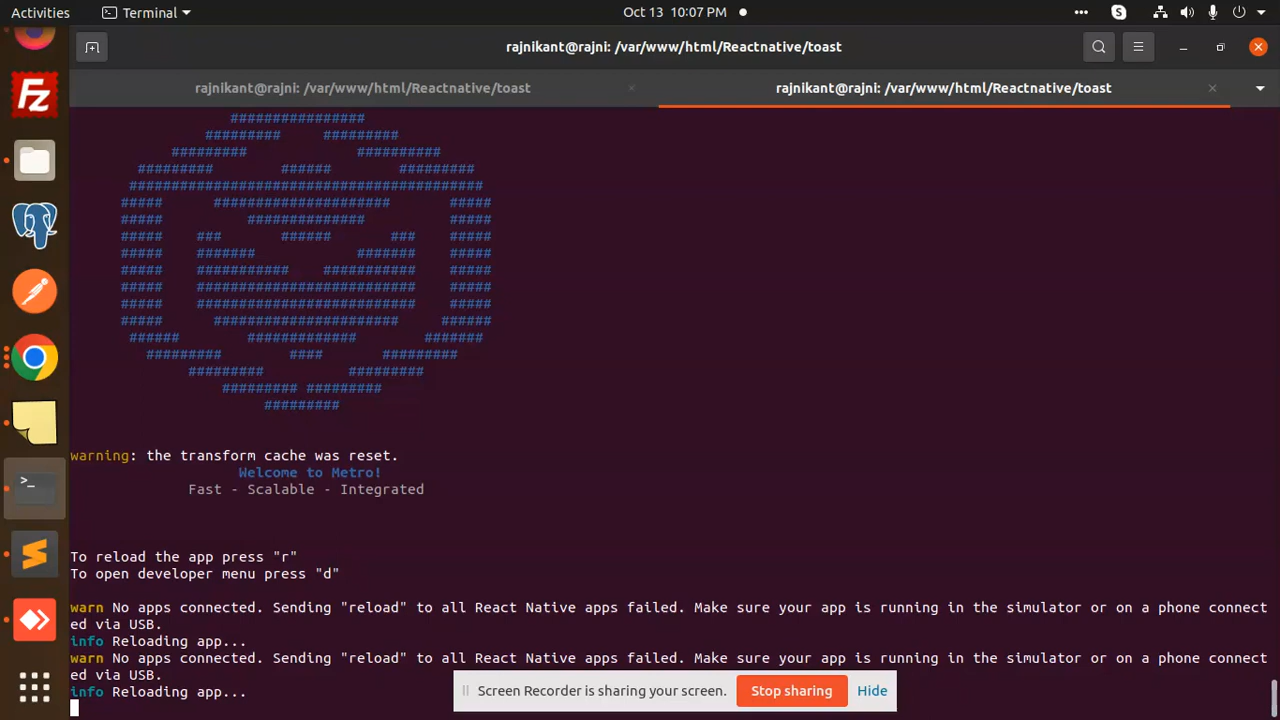 Activities
Terminal
Oct 13 10:07 PM
rajnikant@rajni: /var/www/html/Reactnative/toast
rajnikant@rajni: /var/www/html/Reactnative/toast
rajnikant@rajni: /var/www/html/Reactnative/toast
################
######### #########
######### ##########
######### ###### #########
##########################################
##### ##################### #####
##### ############## #####
##### ### ###### ### #####
##### ####### ####### #####
##### ########### ########### #####
##### ########################## #####
##### ########################## #####
##### ###################### ######
###### ############# #######
######### #### #########
######### #########
######### #########
#########
warning: the transform cache was reset.
Welcome to Metro!
Fast - Scalable - Integrated
To reload the app press "r"
To open developer menu press "d"
warn No apps connected. Sending "reload" to all React Native apps failed. Make sure your app is running in the simulator or on a phone connect
ed via USB.
info Reloading app...
warn No apps connected. Sending "reload" to all React Native apps failed. Make sure your app is running in the simulator or on a phone connect
ed via USB.
info Reloading app...
Screen Recorder is sharing your screen.
Stop sharing
Hide